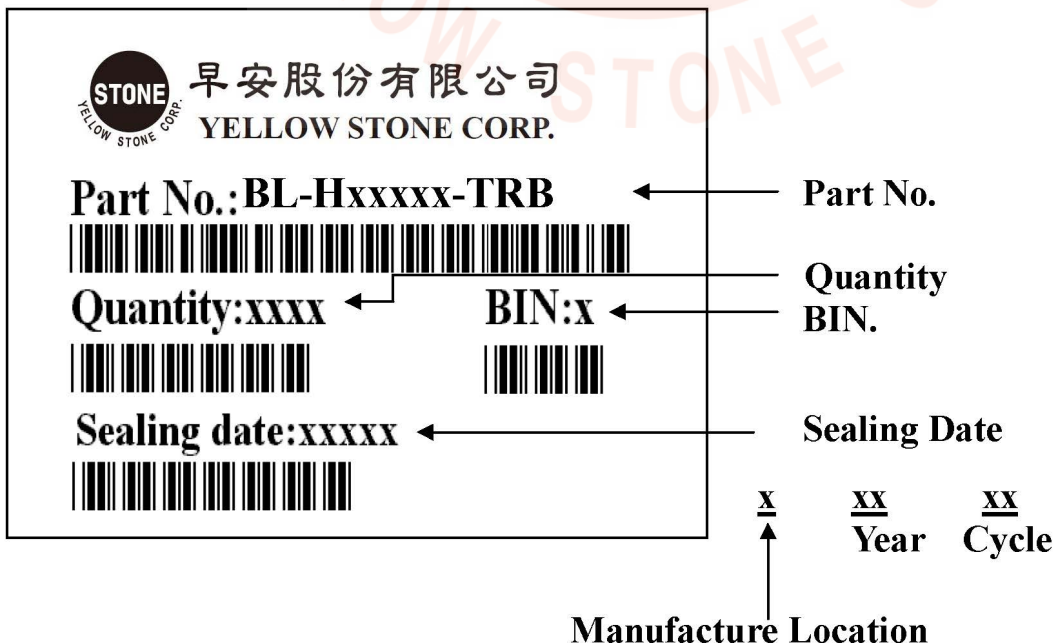 OW STONE
STONE
YELLOW STONE CORP.
早安股份有限公司
YELLOW STONE CORP.
Part No.:BL-Hxxxxx-TRB
Part No.
Quantity:xxxx
BIN:x
Quantity
BIN.
Sealing date:xxxxx
Sealing Date
x xx xx
Year Cycle
Manufacture Location